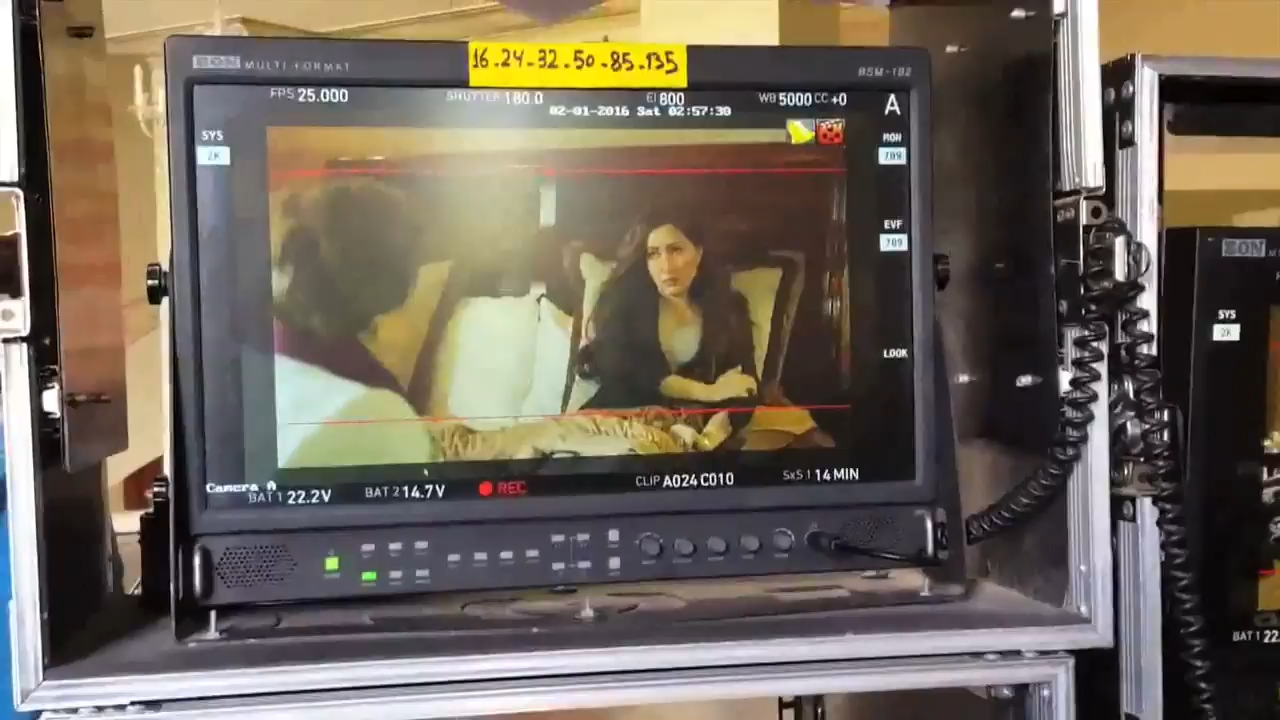 16-24-32-50-85-135
BON MULTI FORMAT
BSM-182
FPS 25.000
SHUTTER 180.0
EI 800
WB 5000 CC +0
A
02-01-2016 Sat 02:57:30
SYS
2K
MON
709
EVF
709
LOOK
Camera A
BAT 1 22.2V
BAT 2 14.7V
REC
CLIP A024 C010
SxS 1 14 MIN
BON
SYS
2K
BAT 1 22